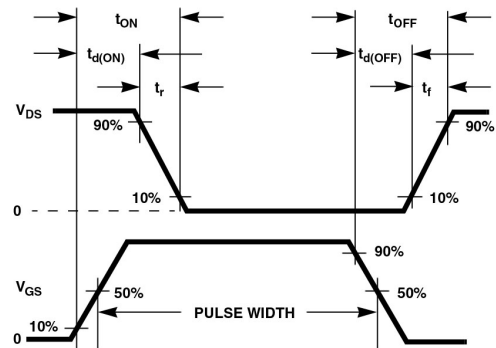 tON tOFF
td(ON) td(OFF)
tr tf
VDS
90% 90%
10% 10%
0
90%
VGS 50% 50%
PULSE WIDTH
10%
0